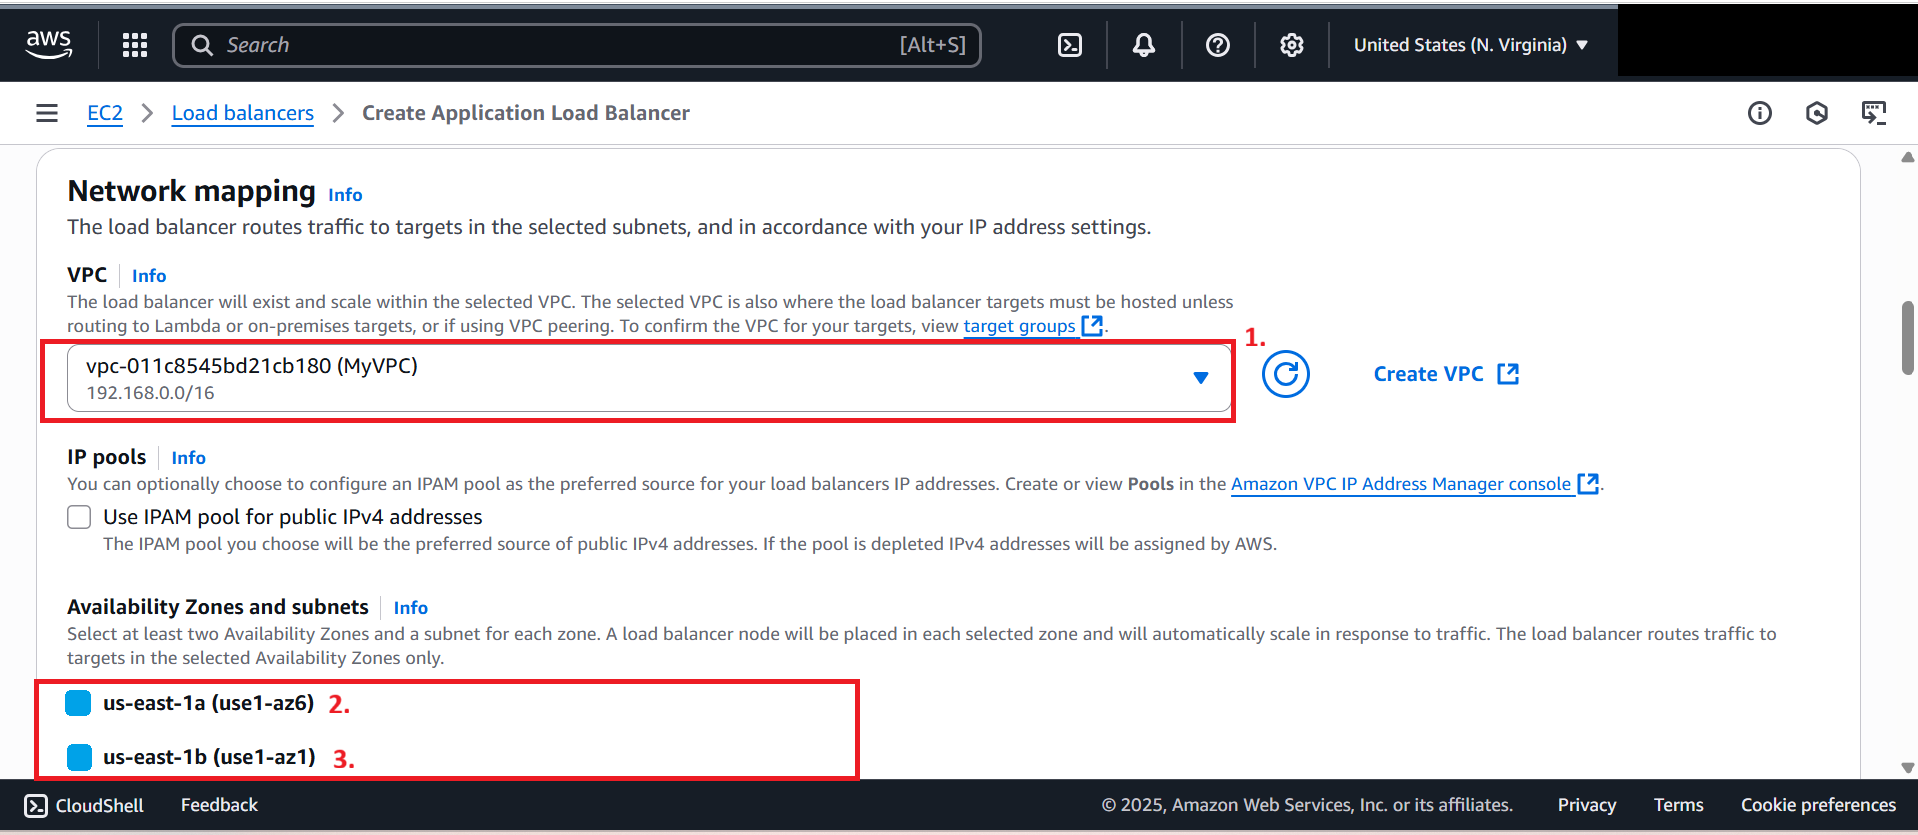 aws
Search [Alt+S]
United States (N. Virginia)
EC2 > Load balancers > Create Application Load Balancer
Network mapping Info
The load balancer routes traffic to targets in the selected subnets, and in accordance with your IP address settings.
VPC Info
The load balancer will exist and scale within the selected VPC. The selected VPC is also where the load balancer targets must be hosted unless
routing to Lambda or on-premises targets, or if using VPC peering. To confirm the VPC for your targets, view target groups.
1.
vpc-011c8545bd21cb180 (MyVPC)
192.168.0.0/16
Create VPC
IP pools Info
You can optionally choose to configure an IPAM pool as the preferred source for your load balancers IP addresses. Create or view Pools in the Amazon VPC IP Address Manager console.
Use IPAM pool for public IPv4 addresses
The IPAM pool you choose will be the preferred source of public IPv4 addresses. If the pool is depleted IPv4 addresses will be assigned by AWS.
Availability Zones and subnets Info
Select at least two Availability Zones and a subnet for each zone. A load balancer node will be placed in each selected zone and will automatically scale in response to traffic. The load balancer routes traffic to
targets in the selected Availability Zones only.
us-east-1a (use1-az6) 2.
us-east-1b (use1-az1) 3.
CloudShell Feedback © 2025, Amazon Web Services, Inc. or its affiliates. Privacy Terms Cookie preferences